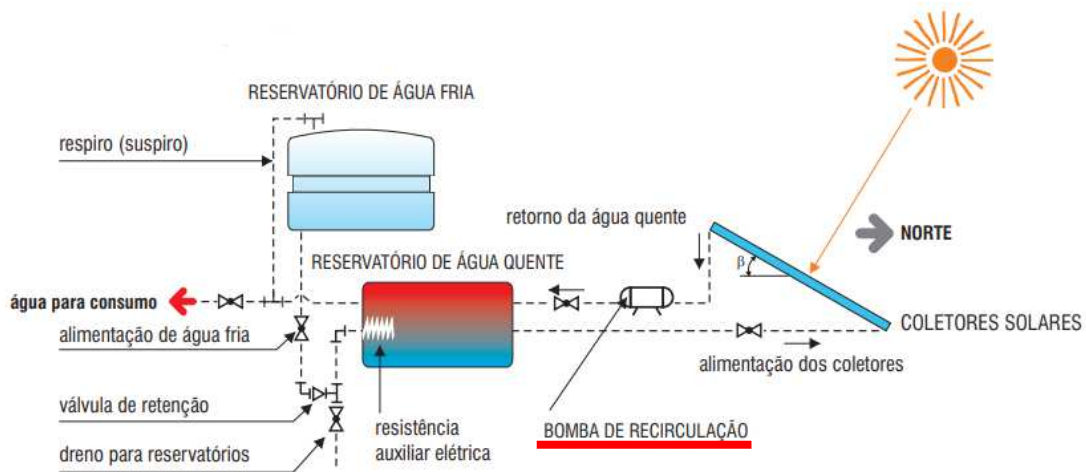 RESERVATÓRIO DE ÁGUA FRIA
respiro (suspiro)
retorno da água quente
NORTE
β
RESERVATÓRIO DE ÁGUA QUENTE
água para consumo
alimentação de água fria
COLETORES SOLARES
alimentação dos coletores
válvula de retenção
resistência
auxiliar elétrica
BOMBA DE RECIRCULAÇÃO
dreno para reservatórios